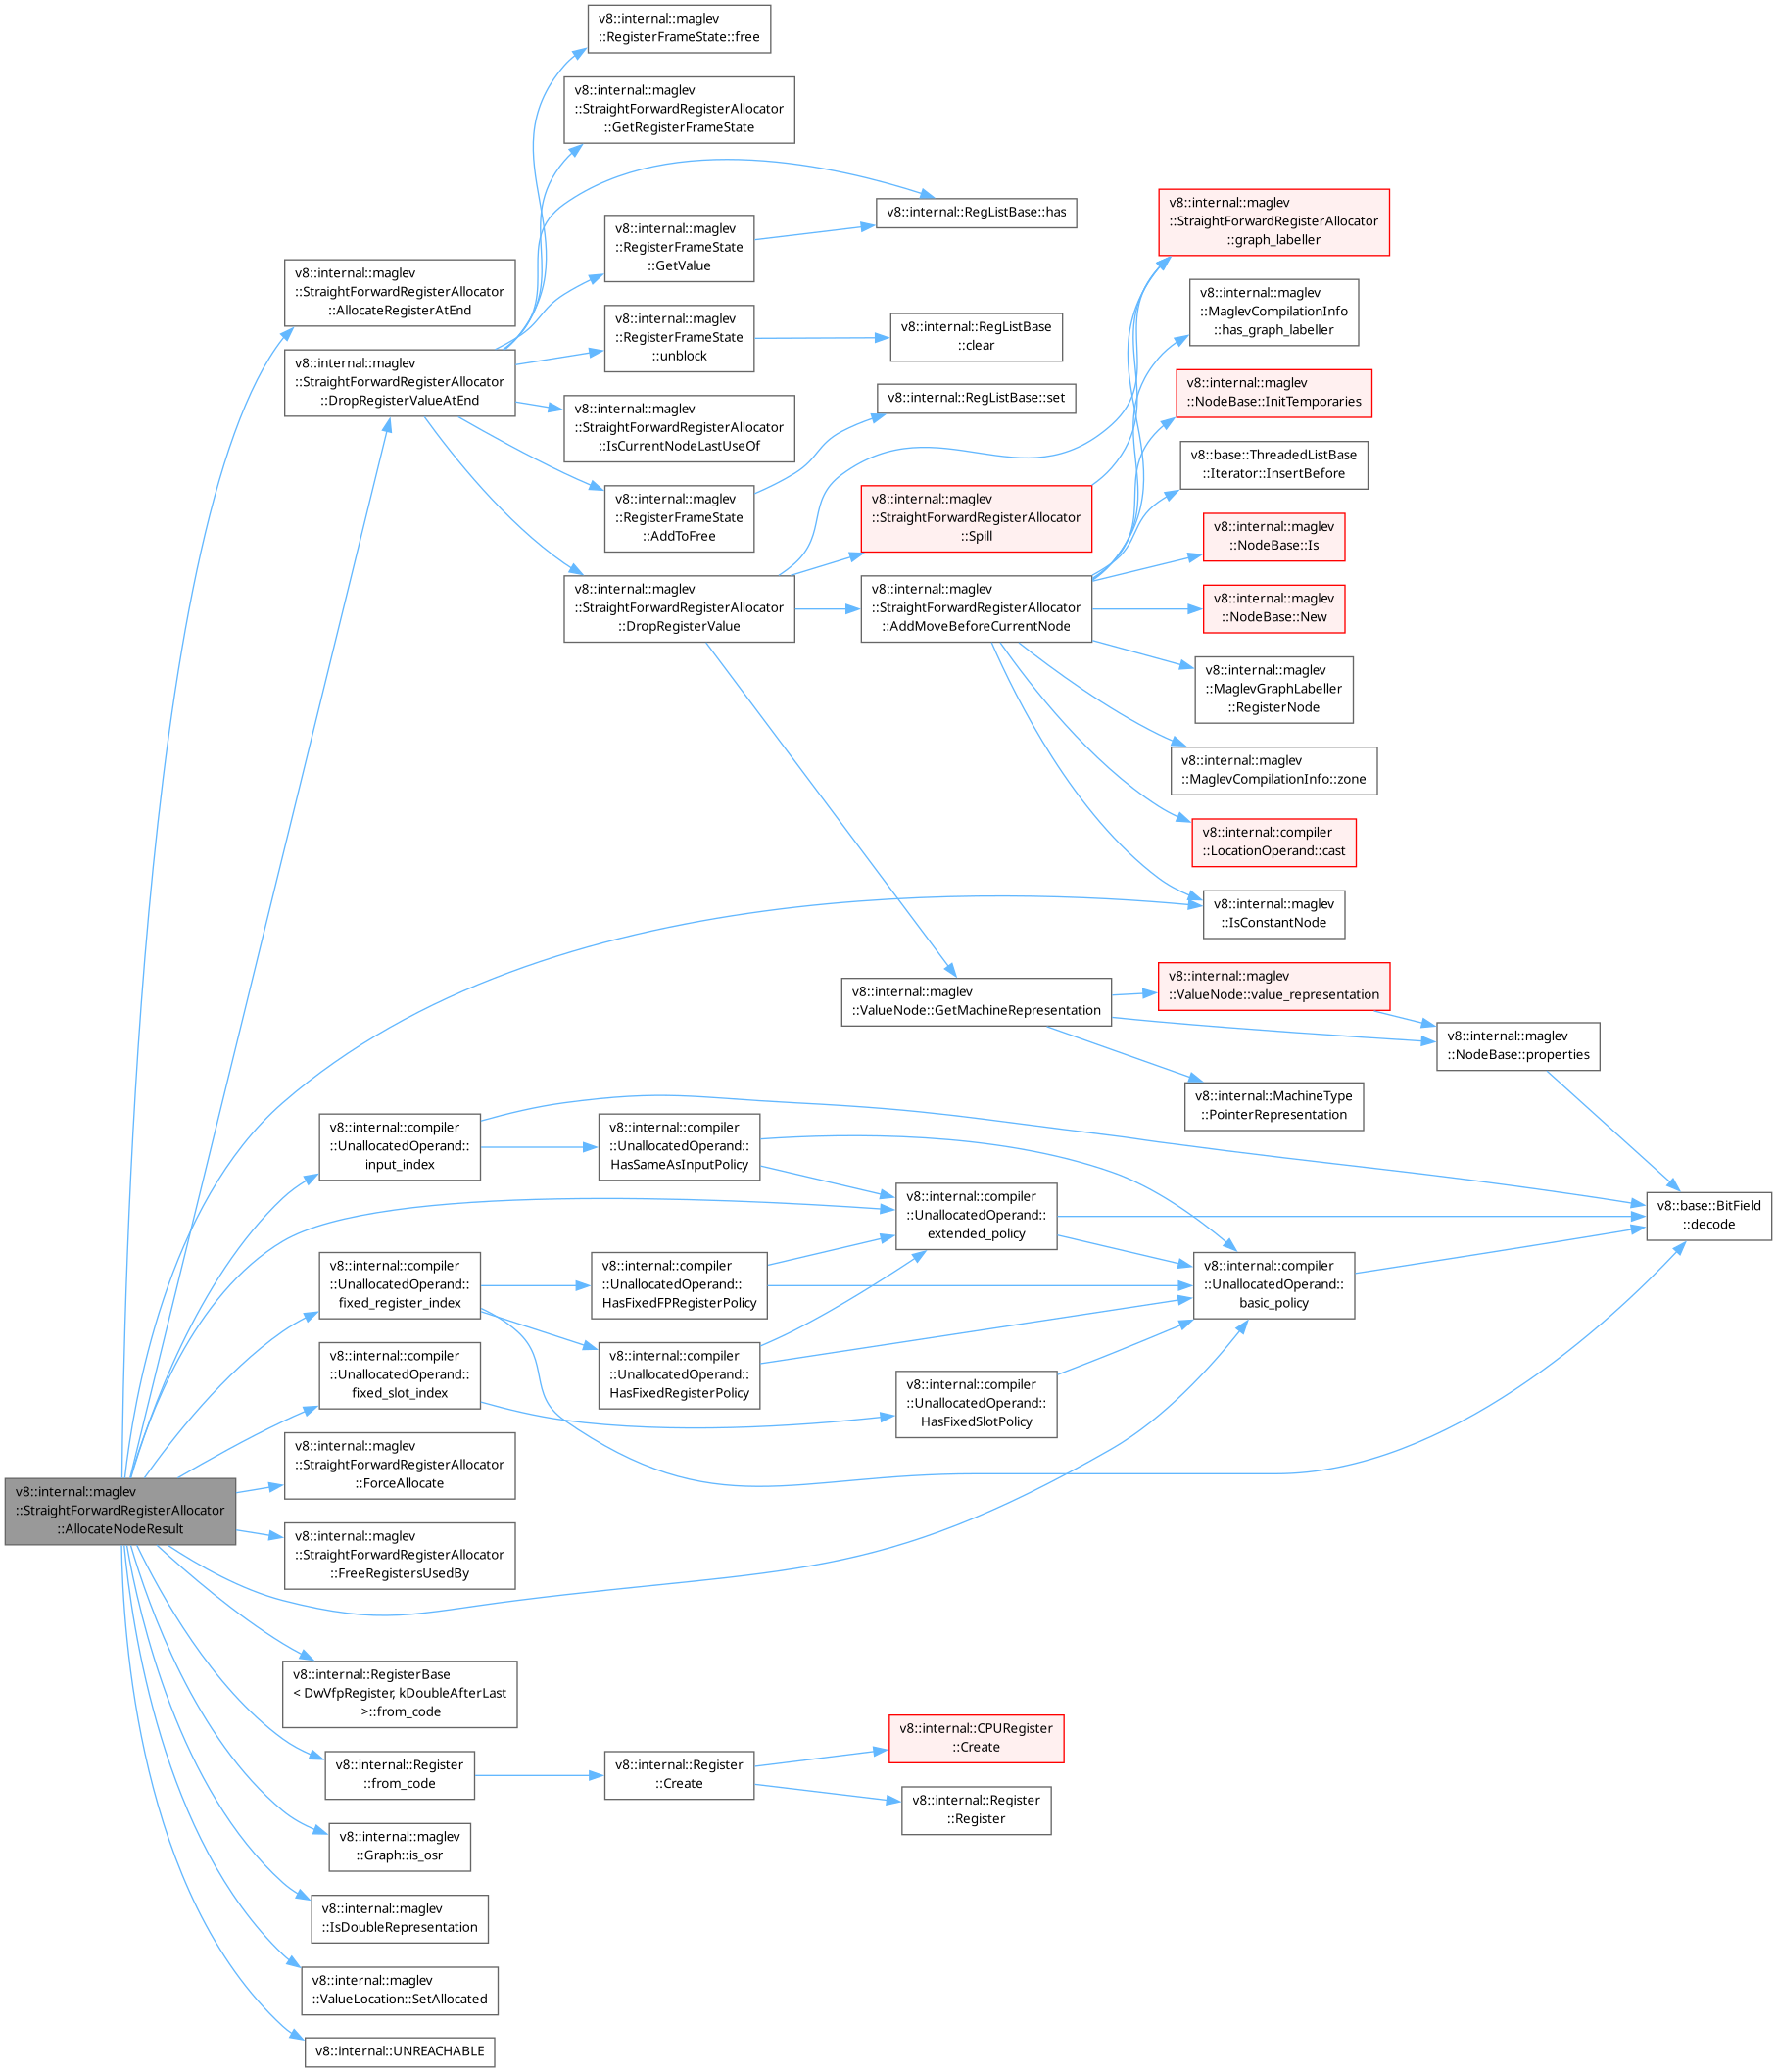 v8::internal::maglev
::RegisterFrameState::free
v8::internal::maglev
::StraightForwardRegisterAllocator
::GetRegisterFrameState
v8::internal::RegListBase::has
v8::internal::maglev
::RegisterFrameState
::GetValue
v8::internal::maglev
::StraightForwardRegisterAllocator
::graph_labeller
v8::internal::maglev
::StraightForwardRegisterAllocator
::AllocateRegisterAtEnd
v8::internal::maglev
::MaglevCompilationInfo
::has_graph_labeller
v8::internal::maglev
::RegisterFrameState
::unblock
v8::internal::RegListBase
::clear
v8::internal::maglev
::StraightForwardRegisterAllocator
::DropRegisterValueAtEnd
v8::internal::maglev
::NodeBase::InitTemporaries
v8::internal::RegListBase::set
v8::internal::maglev
::StraightForwardRegisterAllocator
::IsCurrentNodeLastUseOf
v8::base::ThreadedListBase
::Iterator::InsertBefore
v8::internal::maglev
::RegisterFrameState
::AddToFree
v8::internal::maglev
::StraightForwardRegisterAllocator
::Spill
v8::internal::maglev
::NodeBase::Is
v8::internal::maglev
::StraightForwardRegisterAllocator
::DropRegisterValue
v8::internal::maglev
::StraightForwardRegisterAllocator
::AddMoveBeforeCurrentNode
v8::internal::maglev
::NodeBase::New
v8::internal::maglev
::MaglevGraphLabeller
::RegisterNode
v8::internal::maglev
::MaglevCompilationInfo::zone
v8::internal::compiler
::LocationOperand::cast
v8::internal::maglev
::IsConstantNode
v8::internal::maglev
::ValueNode::GetMachineRepresentation
v8::internal::maglev
::ValueNode::value_representation
v8::internal::maglev
::NodeBase::properties
v8::internal::MachineType
::PointerRepresentation
v8::internal::compiler
::UnallocatedOperand::
input_index
v8::internal::compiler
::UnallocatedOperand::
HasSameAsInputPolicy
v8::internal::compiler
::UnallocatedOperand::
extended_policy
v8::base::BitField
::decode
v8::internal::compiler
::UnallocatedOperand::
fixed_register_index
v8::internal::compiler
::UnallocatedOperand::
HasFixedFPRegisterPolicy
v8::internal::compiler
::UnallocatedOperand::
basic_policy
v8::internal::compiler
::UnallocatedOperand::
fixed_slot_index
v8::internal::compiler
::UnallocatedOperand::
HasFixedRegisterPolicy
v8::internal::compiler
::UnallocatedOperand::
HasFixedSlotPolicy
v8::internal::maglev
::StraightForwardRegisterAllocator
::ForceAllocate
v8::internal::maglev
::StraightForwardRegisterAllocator
::AllocateNodeResult
v8::internal::maglev
::StraightForwardRegisterAllocator
::FreeRegistersUsedBy
v8::internal::RegisterBase
< DwVfpRegister, kDoubleAfterLast
>::from_code
v8::internal::Register
::from_code
v8::internal::Register
::Create
v8::internal::CPURegister
::Create
v8::internal::Register
::Register
v8::internal::maglev
::Graph::is_osr
v8::internal::maglev
::IsDoubleRepresentation
v8::internal::maglev
::ValueLocation::SetAllocated
v8::internal::UNREACHABLE